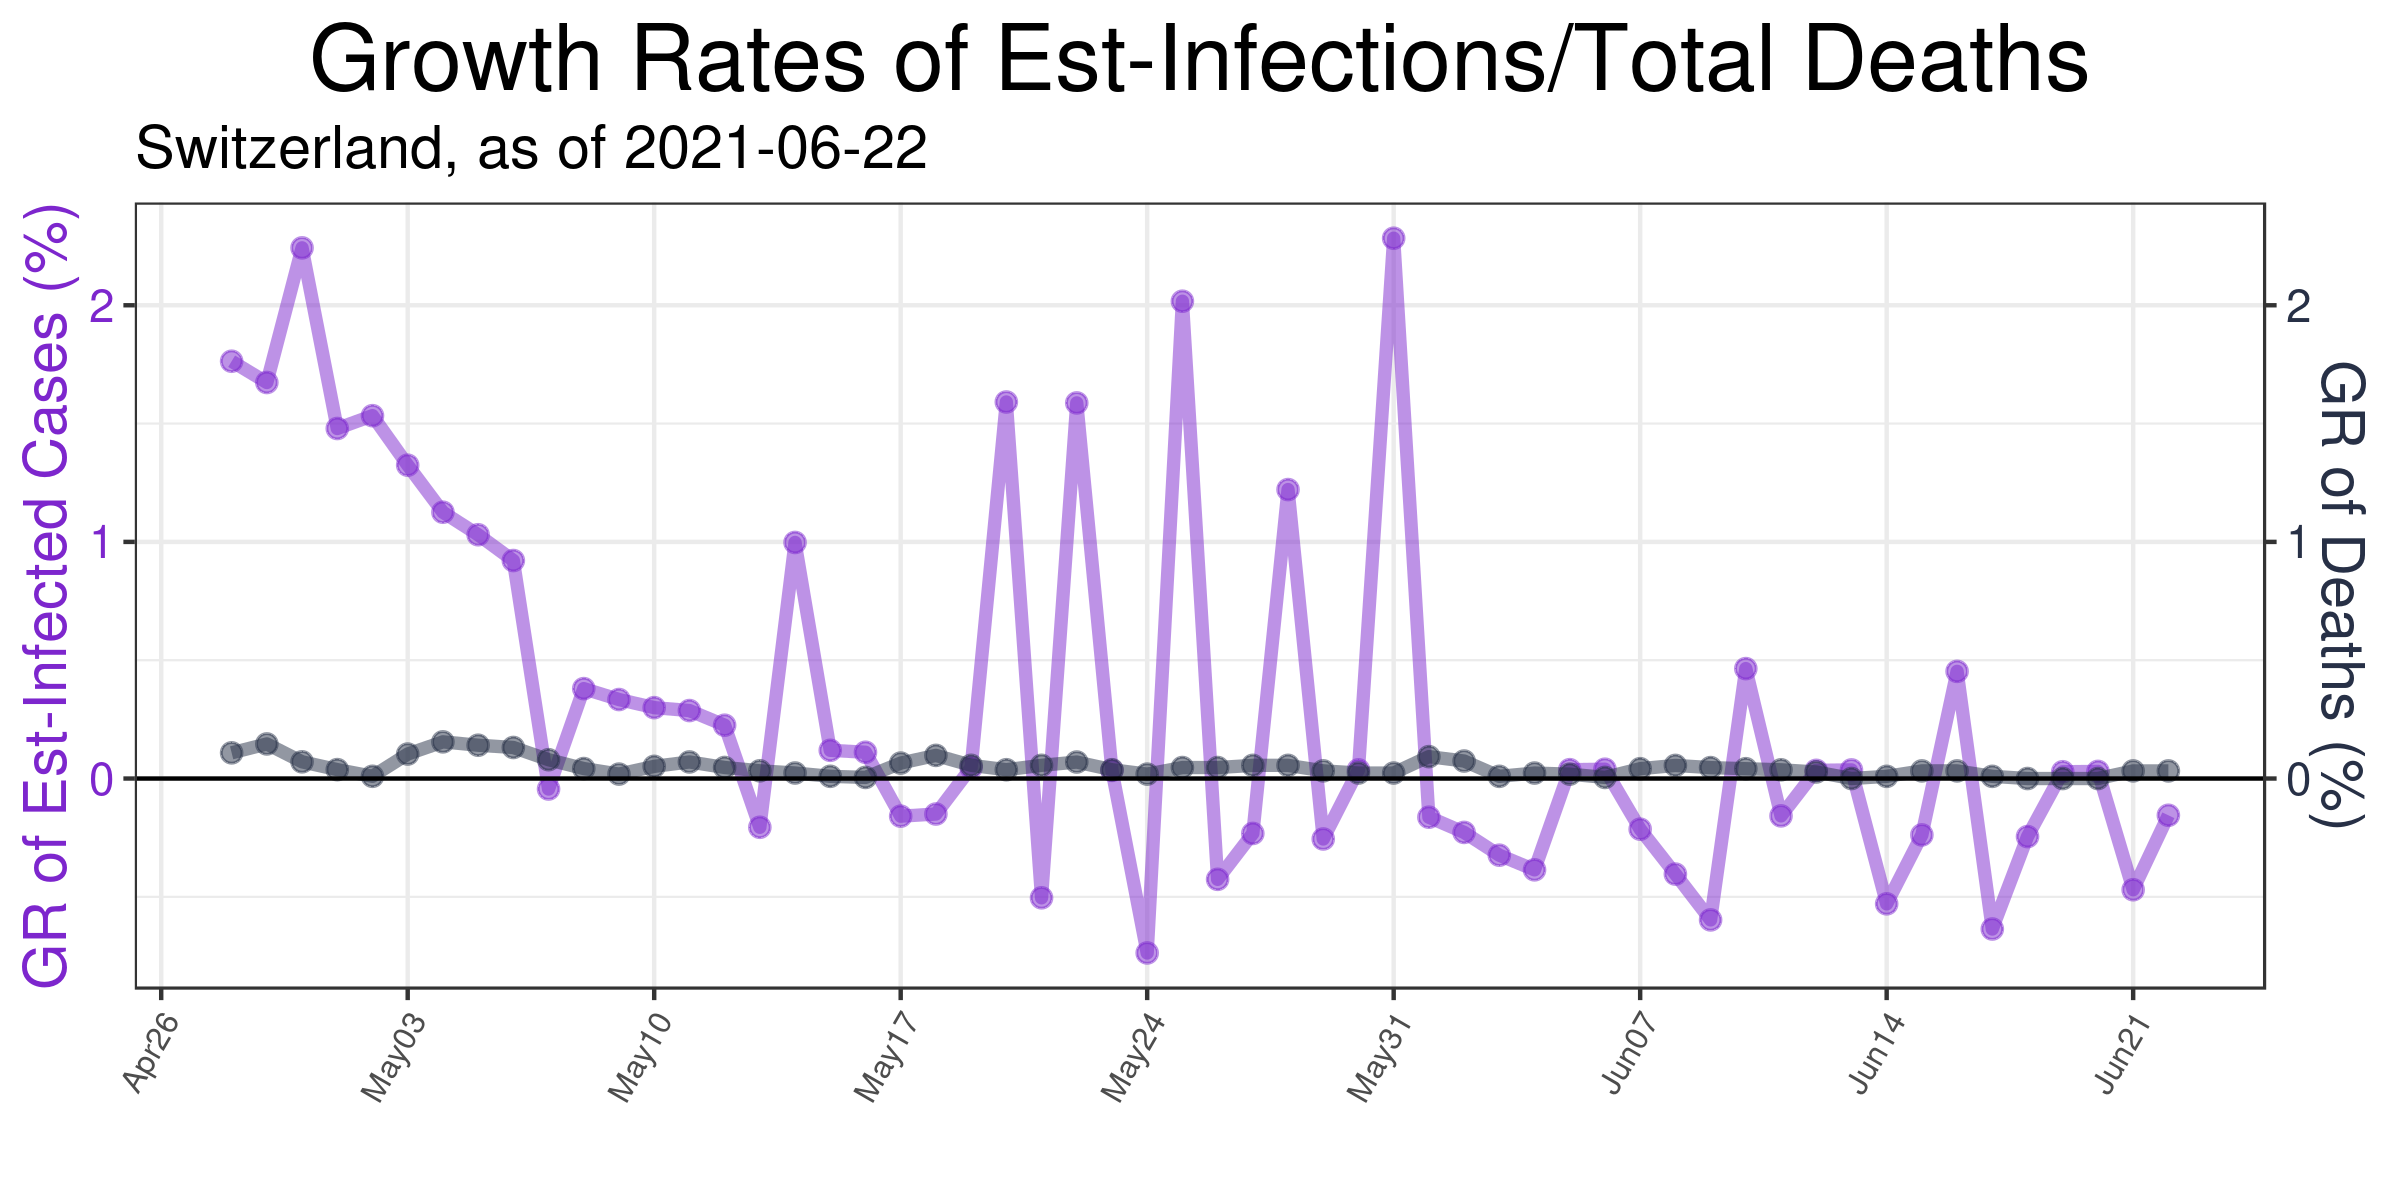 Growth Rates of Est-Infections/Total Deaths
Switzerland, as of 2021-06-22
GR of Est-Infected Cases (%)
2
1
0
2
1
0
GR of Deaths (%)
Apr26
May03
May10
May17
May24
May31
Jun07
Jun14
Jun21